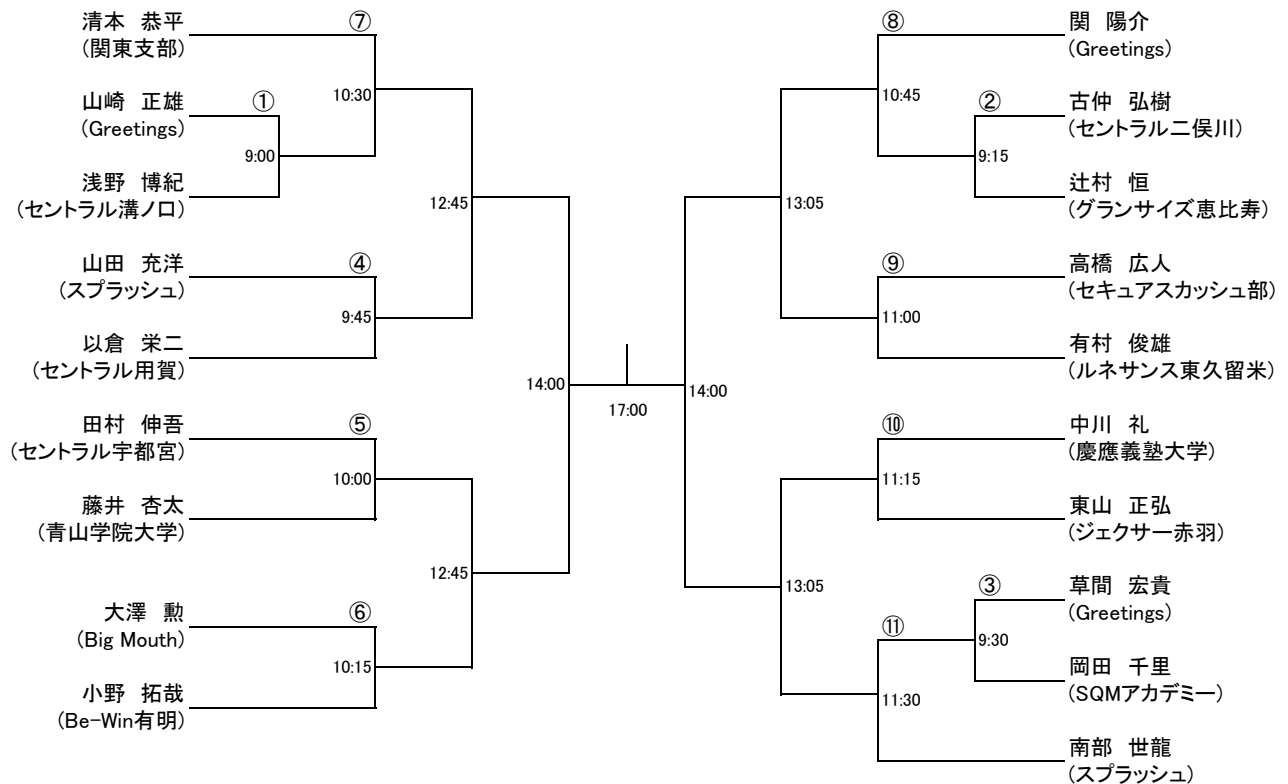 清本 恭平
(関東支部)
⑦
10:30
山崎 正雄
(Greetings)
①
9:00
浅野 博紀
(セントラル溝ノ口)
12:45
山田 充洋
(スプラッシュ)
④
9:45
以倉 栄二
(セントラル用賀)
14:00
田村 伸吾
(セントラル宇都宮)
⑤
10:00
藤井 杏太
(青山学院大学)
12:45
大澤 勲
(Big Mouth)
⑥
10:15
小野 拓哉
(Be-Win有明)
17:00
⑧
関 陽介
(Greetings)
10:45
②
古仲 弘樹
(セントラル二俣川)
9:15
辻村 恒
(グランサイズ恵比寿)
13:05
⑨
高橋 広人
(セキュアスカッシュ部)
11:00
有村 俊雄
(ルネサンス東久留米)
14:00
⑩
中川 礼
(慶應義塾大学)
11:15
東山 正弘
(ジェクサー赤羽)
13:05
③
草間 宏貴
(Greetings)
⑪
9:30
岡田 千里
(SQMアカデミー)
11:30
南部 世龍
(スプラッシュ)